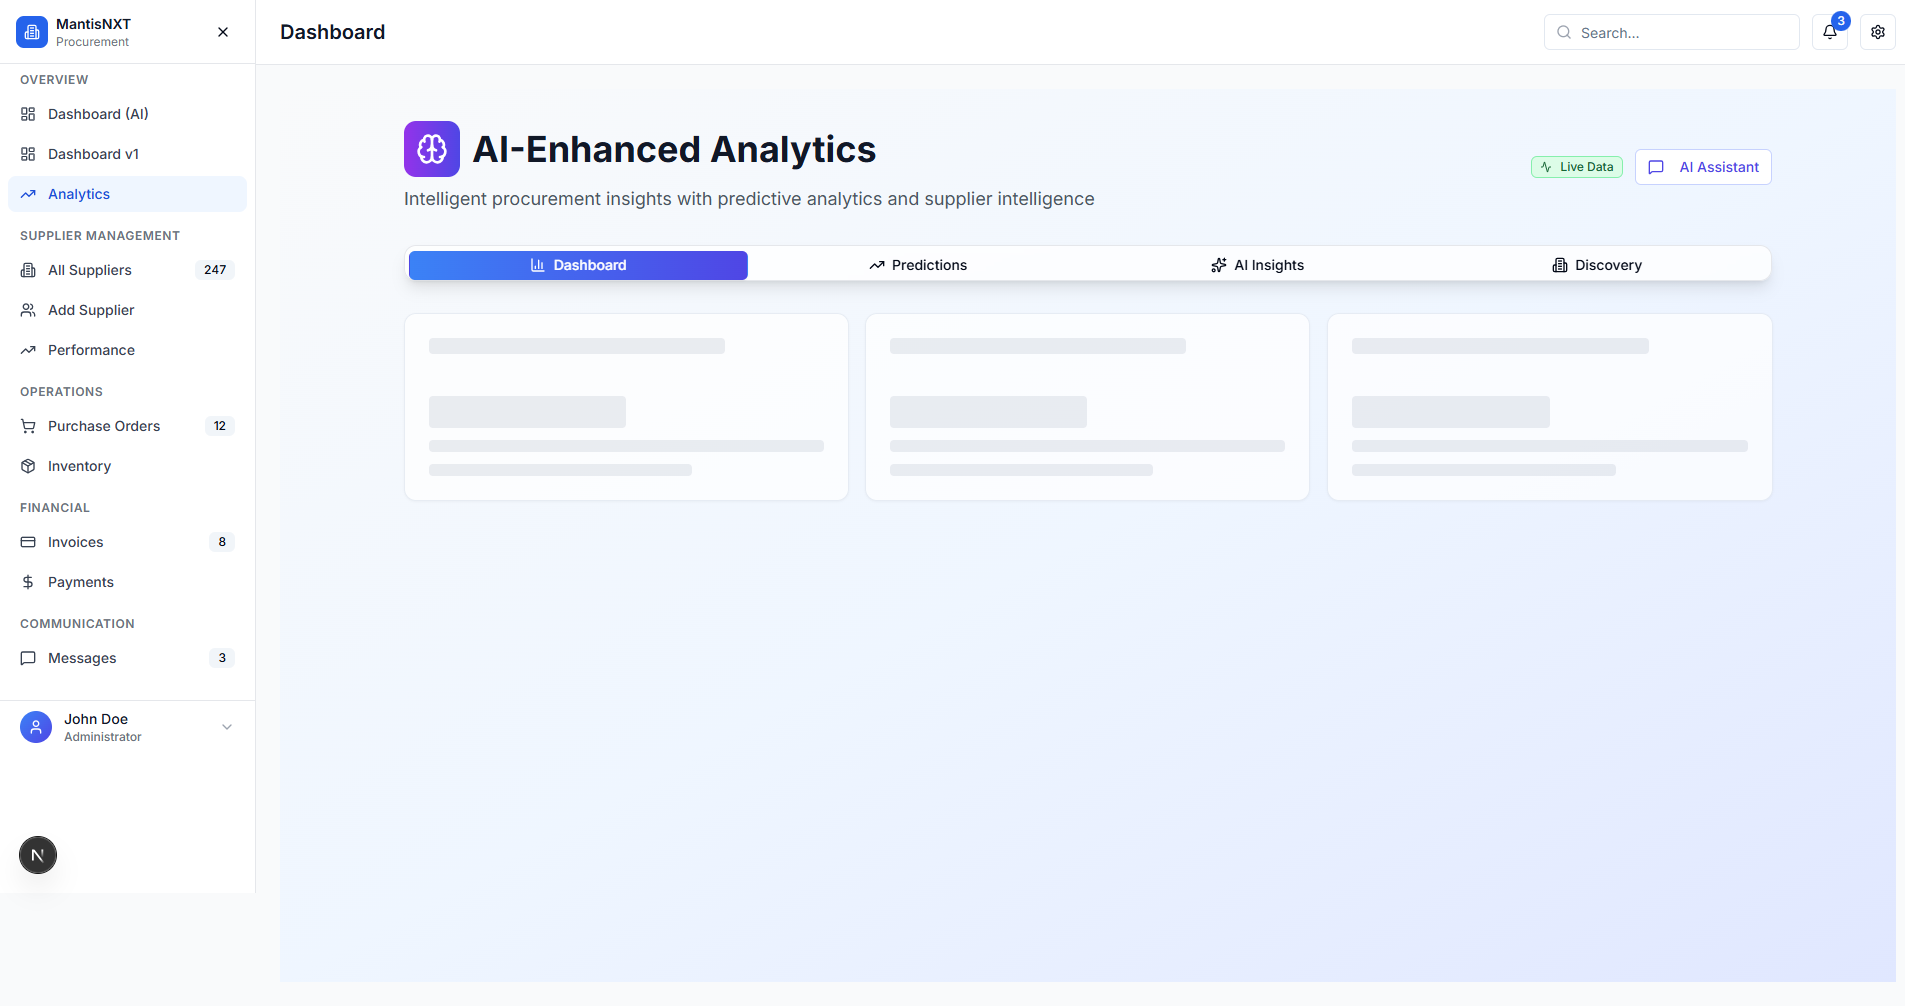 MantisNXT
Procurement
OVERVIEW
Dashboard (AI)
Dashboard v1
Analytics
SUPPLIER MANAGEMENT
All Suppliers 247
Add Supplier
Performance
OPERATIONS
Purchase Orders 12
Inventory
FINANCIAL
Invoices 8
Payments
COMMUNICATION
Messages 3
John Doe
Administrator
N
Dashboard
Search...
3
AI-Enhanced Analytics
Intelligent procurement insights with predictive analytics and supplier intelligence
Live Data
AI Assistant
Dashboard
Predictions
AI Insights
Discovery